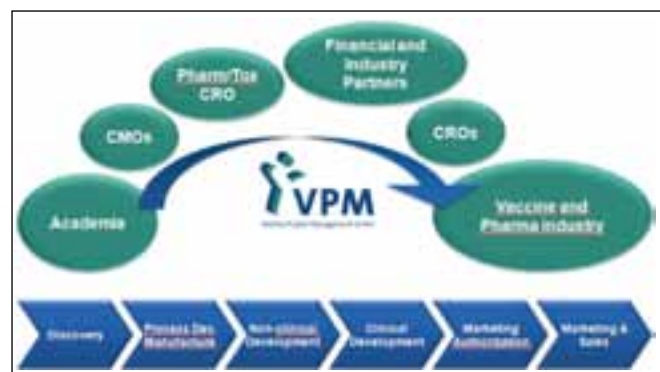 Financial and
Industry
Partners
Pharm/Tox
CRO
CMOs
CROs
VPM
Academia
Vaccine and
Pharma Industry
Discovery
Process Dev.
Manufacture
Non-clinical
Development
Clinical
Development
Marketing
Authorization
Marketing &
Sales